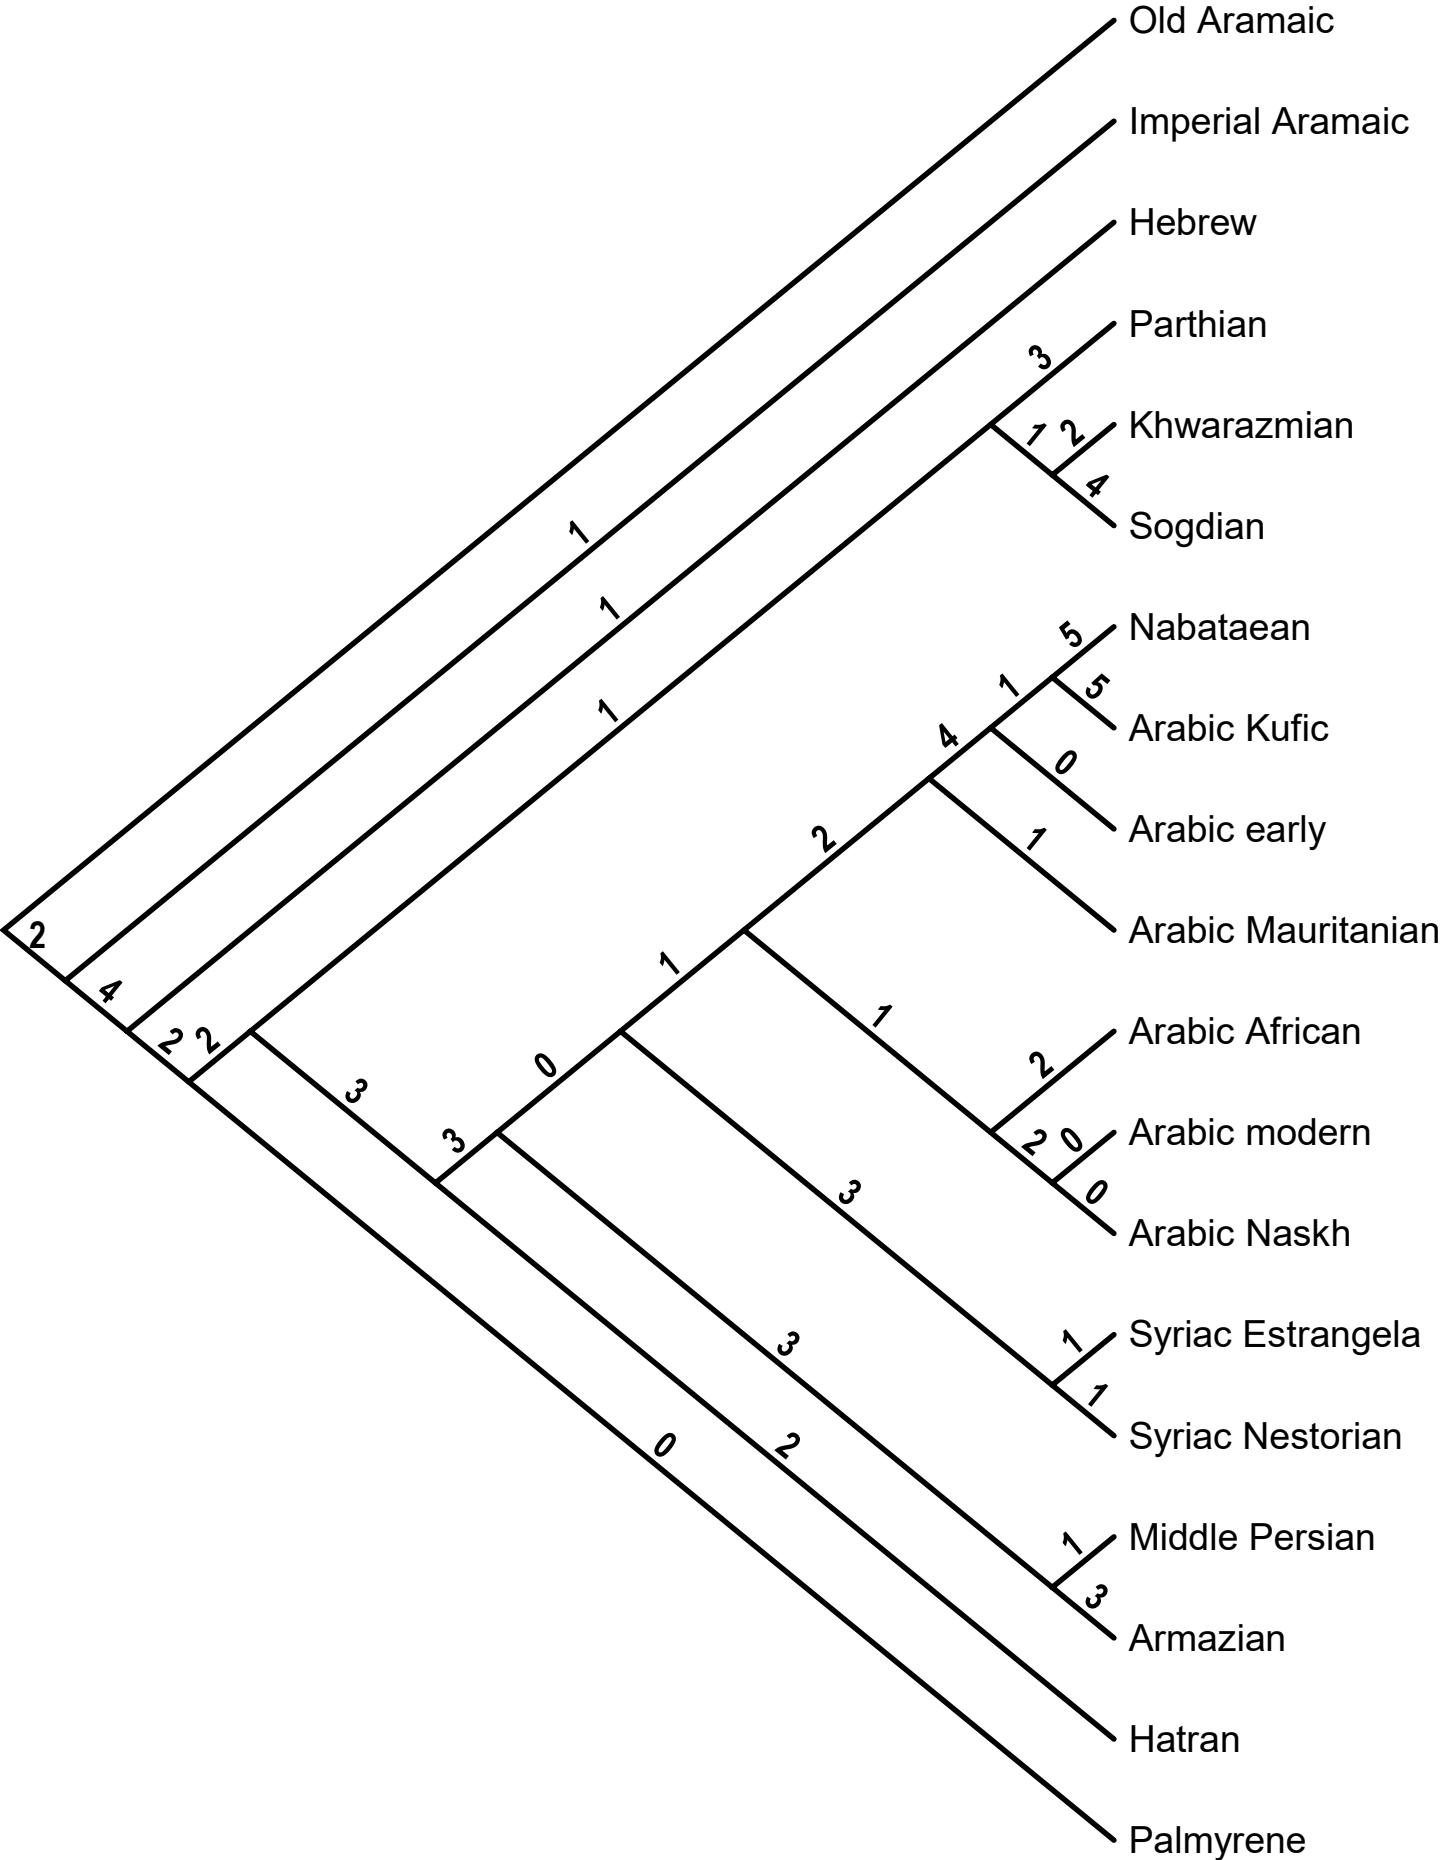 Old Aramaic
Imperial Aramaic
Hebrew
Parthian
3
Khwarazmian
1 2
4
Sogdian
1
1
Nabataean
5
5
1
1
Arabic Kufic
4
0
Arabic early
2
1
Arabic Mauritanian
2
1
4
1
Arabic African
2 2
0
2
3
3
Arabic modern
2 0
0
3
Arabic Naskh
Syriac Estrangela
1
3
1
Syriac Nestorian
0
2
Middle Persian
1
3
Armazian
Hatran
Palmyrene